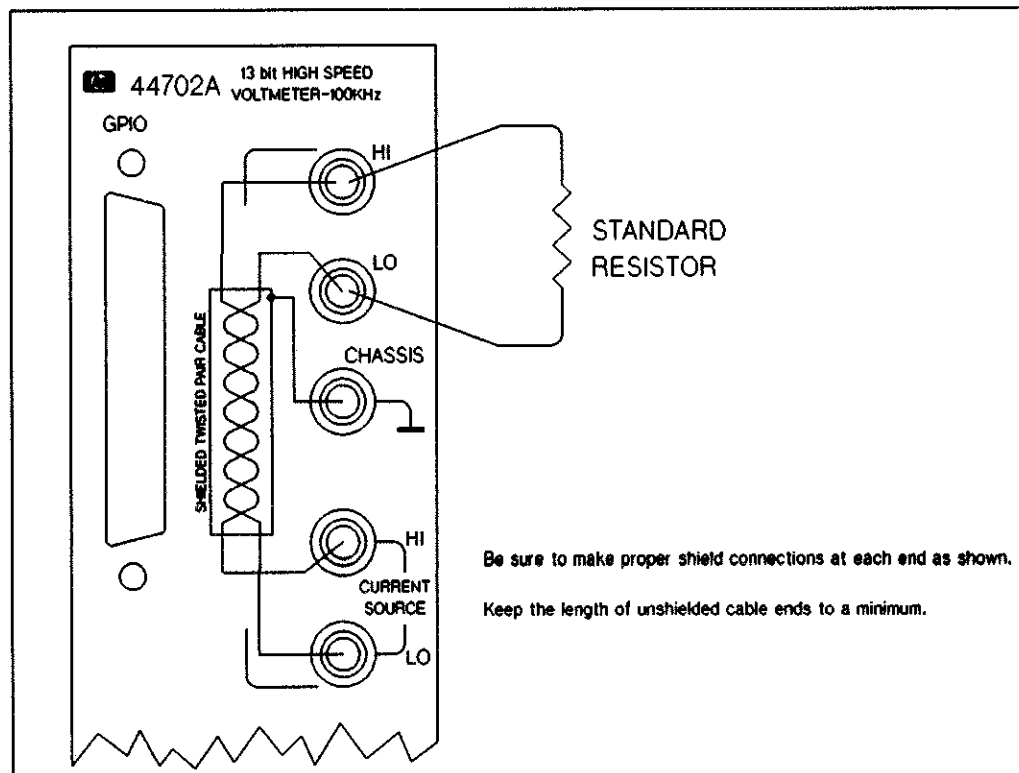 hp 44702A
13 bit HIGH SPEED
VOLTMETER-100KHz
GPIO
HI
LO
STANDARD
RESISTOR
SHIELDED TWISTED PAIR CABLE
CHASSIS
HI
CURRENT
SOURCE
LO
Be sure to make proper shield connections at each end as shown.
Keep the length of unshielded cable ends to a minimum.